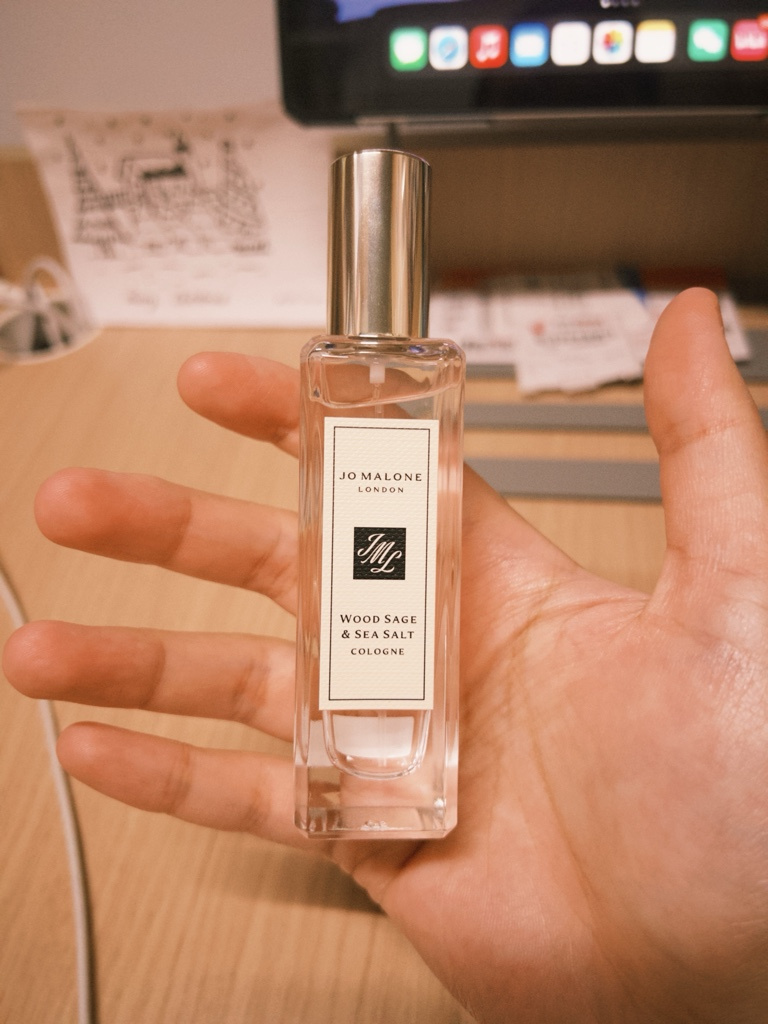 JO MALONE
LONDON
JML
WOOD SAGE
& SEA SALT
COLOGNE